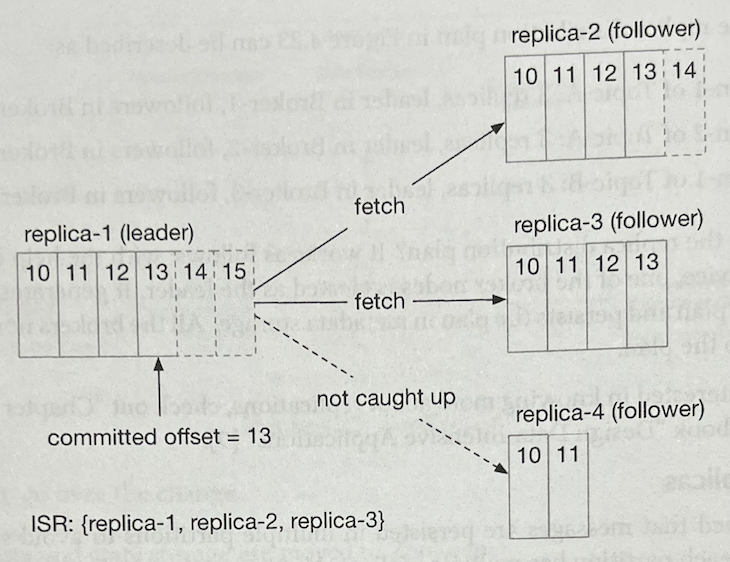 replica-2 (follower)
10 11 12 13 14
fetch
replica-1 (leader)
10 11 12 13 14 15
replica-3 (follower)
10 11 12 13
fetch
not caught up
committed offset = 13
replica-4 (follower)
10 11
ISR: {replica-1, replica-2, replica-3}